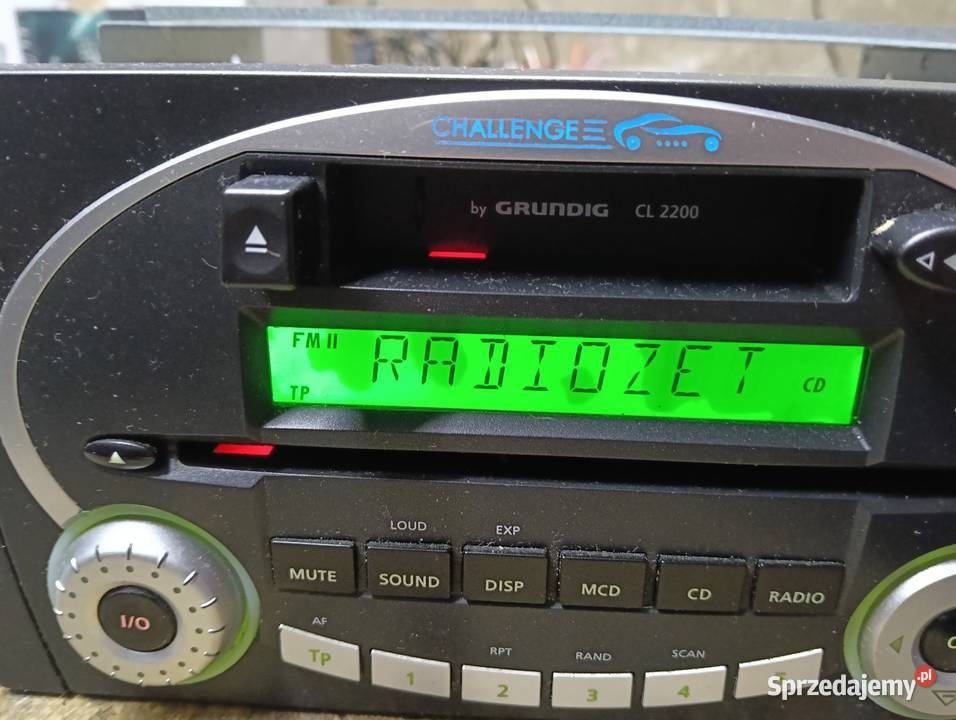 CHALLENGE
by GRUNDIG CL 2200
FM II
RADIOZET
TP
CD
LOUD EXP
MUTE SOUND DISP MCD CD RADIO
I/O
AF
RPT RAND SCAN
TP 1 2 3 4
Sprzedajemy.pl